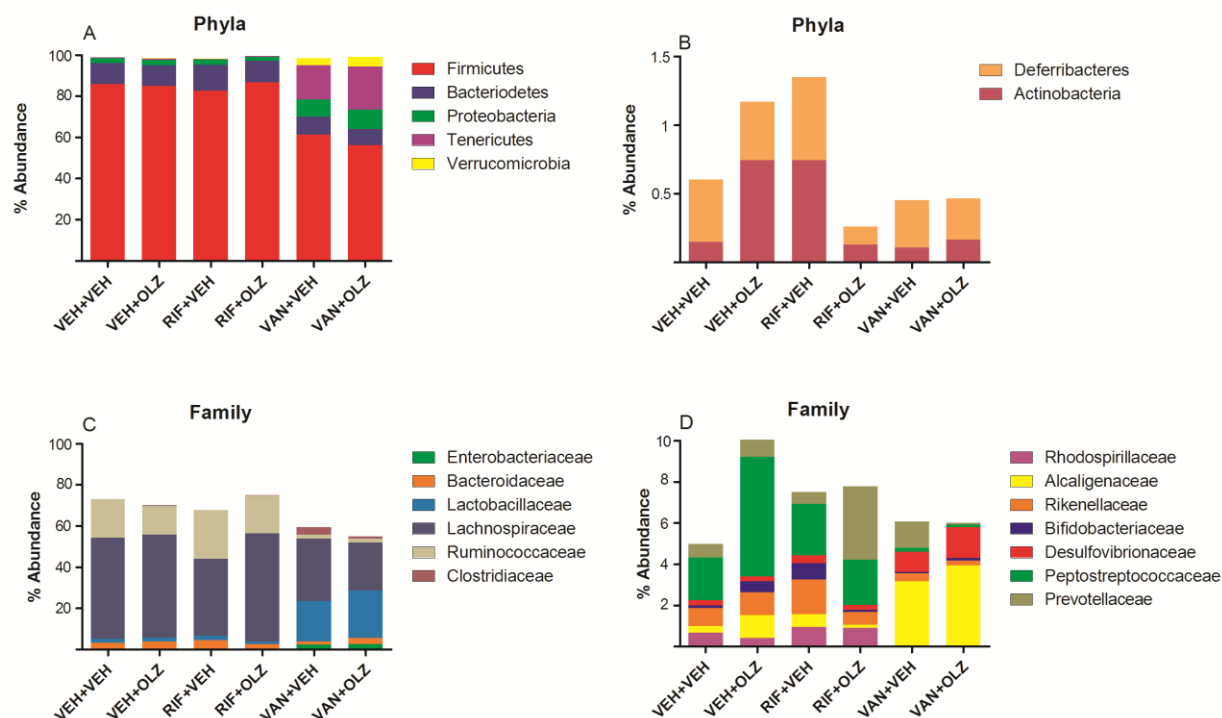 A
Phyla
% Abundance
100
80
60
40
20
VEH+VEH
VEH+OLZ
RIF+VEH
RIF+OLZ
VAN+VEH
VAN+OLZ
Firmicutes
Bacteriodetes
Proteobacteria
Tenericutes
Verrucomicrobia
B
Phyla
% Abundance
1.5
1
0.5
VEH+VEH
VEH+OLZ
RIF+VEH
RIF+OLZ
VAN+VEH
VAN+OLZ
Deferribacteres
Actinobacteria
C
Family
% Abundance
100
80
60
40
20
VEH+VEH
VEH+OLZ
RIF+VEH
RIF+OLZ
VAN+VEH
VAN+OLZ
Enterobacteriaceae
Bacteroidaceae
Lactobacillaceae
Lachnospiraceae
Ruminococcaceae
Clostridiaceae
D
Family
% Abundance
10
8
6
4
2
VEH+VEH
VEH+OLZ
RIF+VEH
RIF+OLZ
VAN+VEH
VAN+OLZ
Rhodospirillaceae
Alcaligenaceae
Rikenellaceae
Bifidobacteriaceae
Desulfovibrionaceae
Peptostreptococcaceae
Prevotellaceae